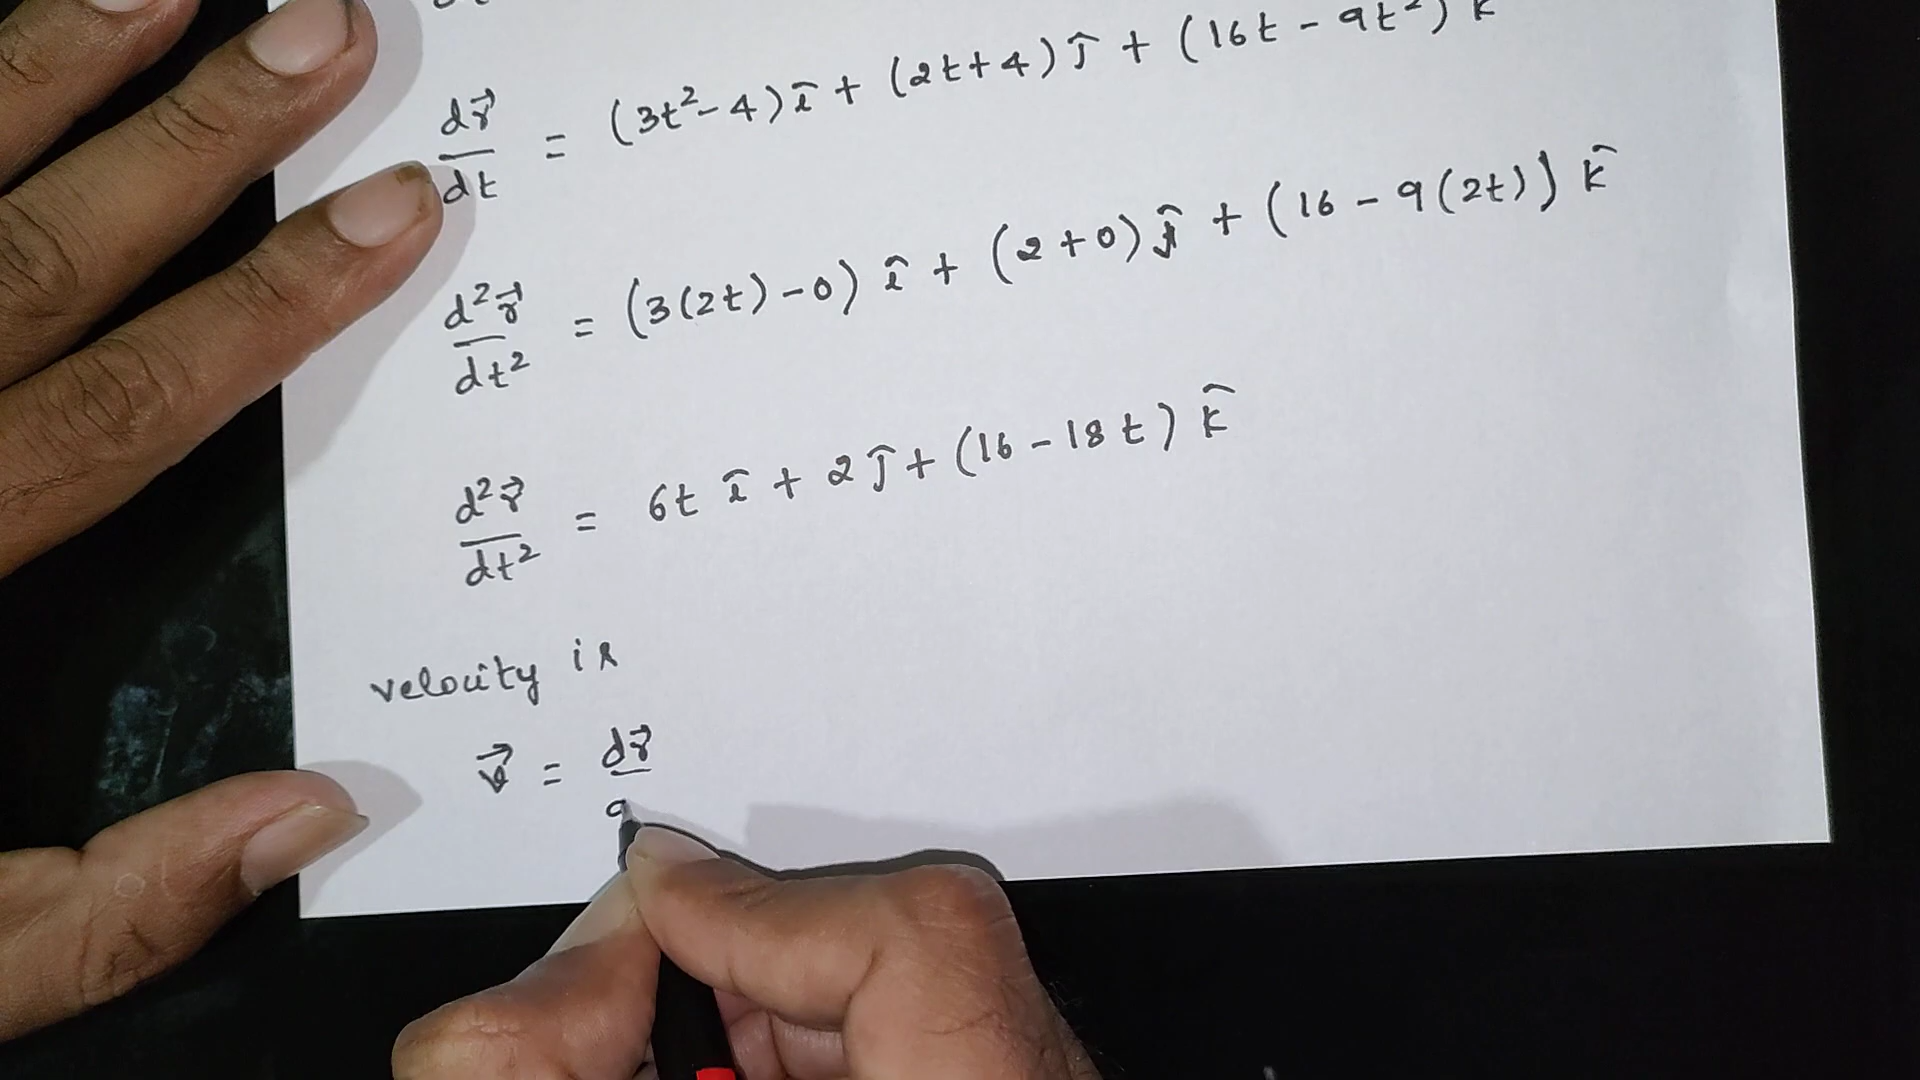 dr⃗/dt = (3t² - 4) î + (2t + 4) ĵ + (16t - 9t²) k
d²r⃗/dt² = (3(2t) - 0) î + (2 + 0) ĵ + (16 - 9(2t)) k̂
d²r⃗/dt² = 6t î + 2 ĵ + (16 - 18t) k̂
velocity is
v⃗ = dr⃗/